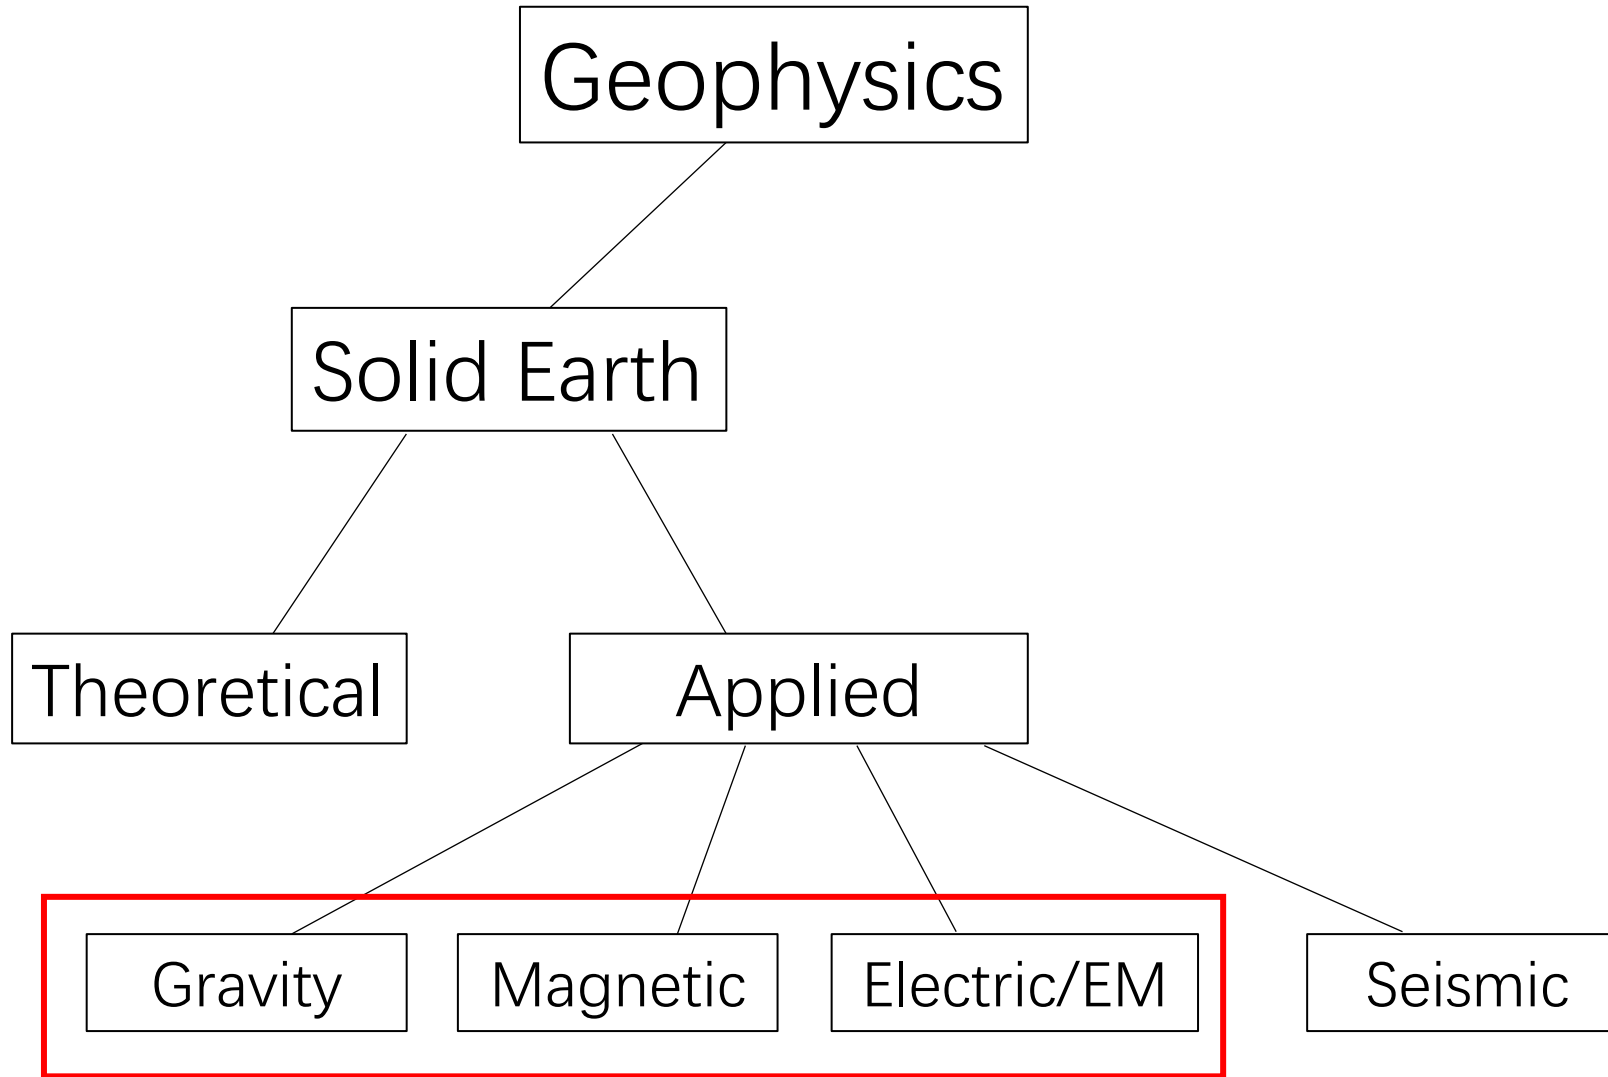 Geophysics
Solid Earth
Theoretical
Applied
Gravity
Magnetic
Electric/EM
Seismic